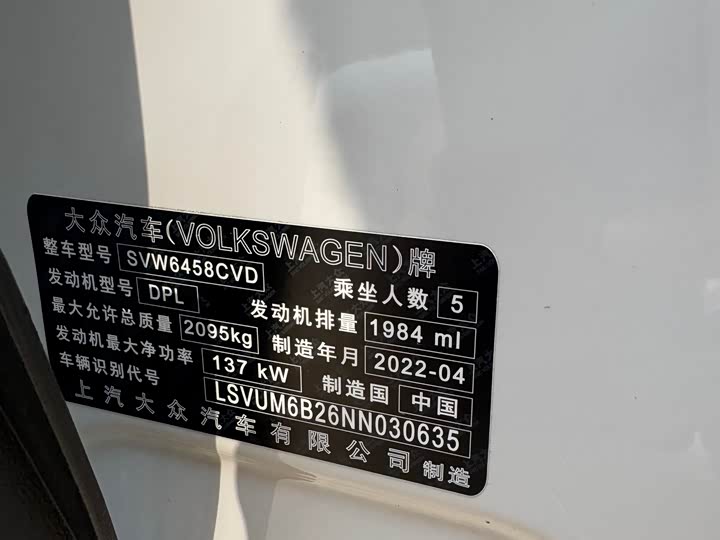 大众汽车(VOLKSWAGEN)牌
整车型号 SVW6458CVD 乘坐人数 5
发动机型号 DPL 发动机排量 1984 ml
最大允许总质量 2095kg 制造年月 2022-04
发动机最大净功率 137 kW 制造国 中国
车辆识别代号 LSVUM6B26NN030635
上汽大众汽车有限公司 制造